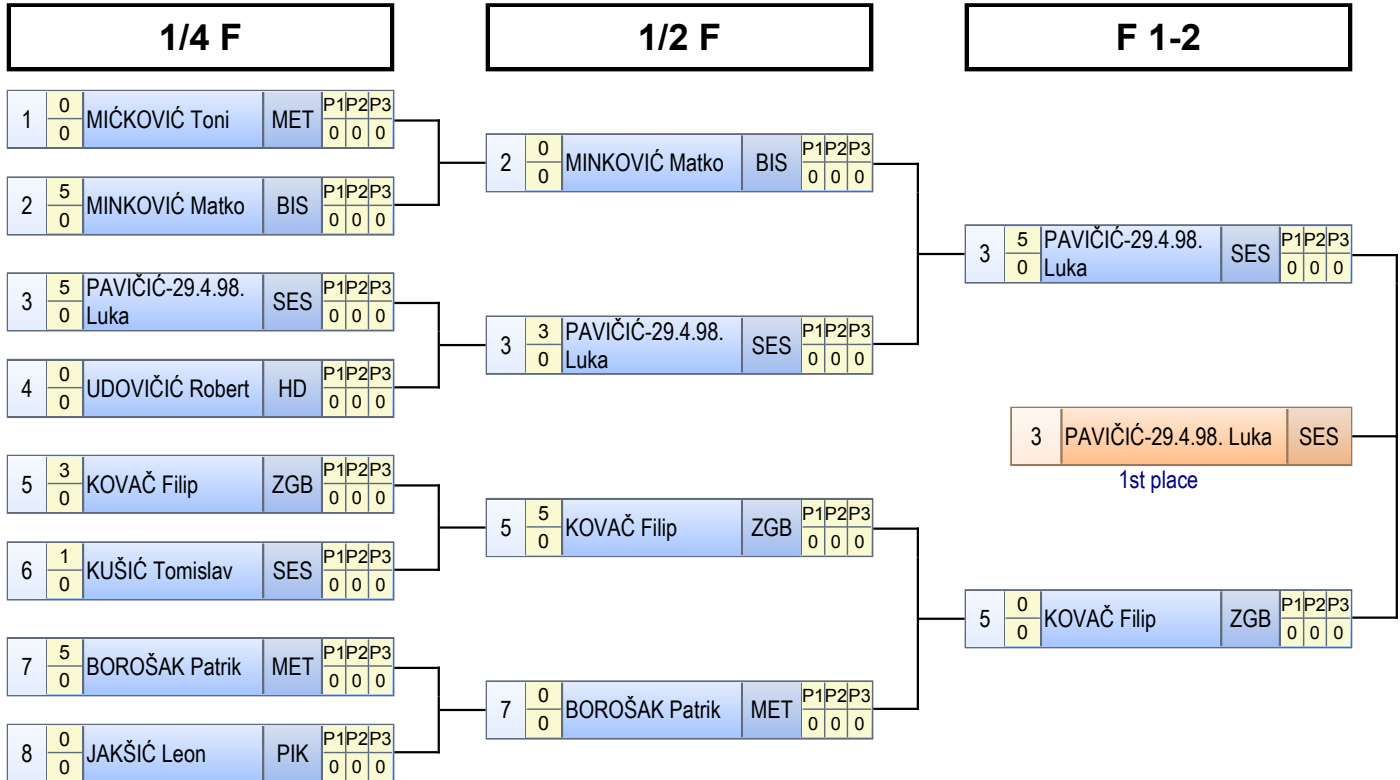 1/4 F
1/2 F
F 1-2
1 0 MIĆKOVIĆ Toni MET P1 P2 P3
0 0 0 0
2 5 MINKOVIĆ Matko BIS P1 P2 P3
0 0 0 0
3 5 PAVIČIĆ-29.4.98. SES P1 P2 P3
0 Luka 0 0 0
4 0 UDOVIČIĆ Robert HD P1 P2 P3
0 0 0 0
5 3 KOVAČ Filip ZGB P1 P2 P3
0 0 0 0
6 1 KUŠIĆ Tomislav SES P1 P2 P3
0 0 0 0
7 5 BOROŠAK Patrik MET P1 P2 P3
0 0 0 0
8 0 JAKŠIĆ Leon PIK P1 P2 P3
0 0 0 0
2 0 MINKOVIĆ Matko BIS P1 P2 P3
0 0 0 0
3 3 PAVIČIĆ-29.4.98. SES P1 P2 P3
0 Luka 0 0 0
5 5 KOVAČ Filip ZGB P1 P2 P3
0 0 0 0
7 0 BOROŠAK Patrik MET P1 P2 P3
0 0 0 0
3 5 PAVIČIĆ-29.4.98. SES P1 P2 P3
0 Luka 0 0 0
3 PAVIČIĆ-29.4.98. Luka SES
1st place
5 0 KOVAČ Filip ZGB P1 P2 P3
0 0 0 0